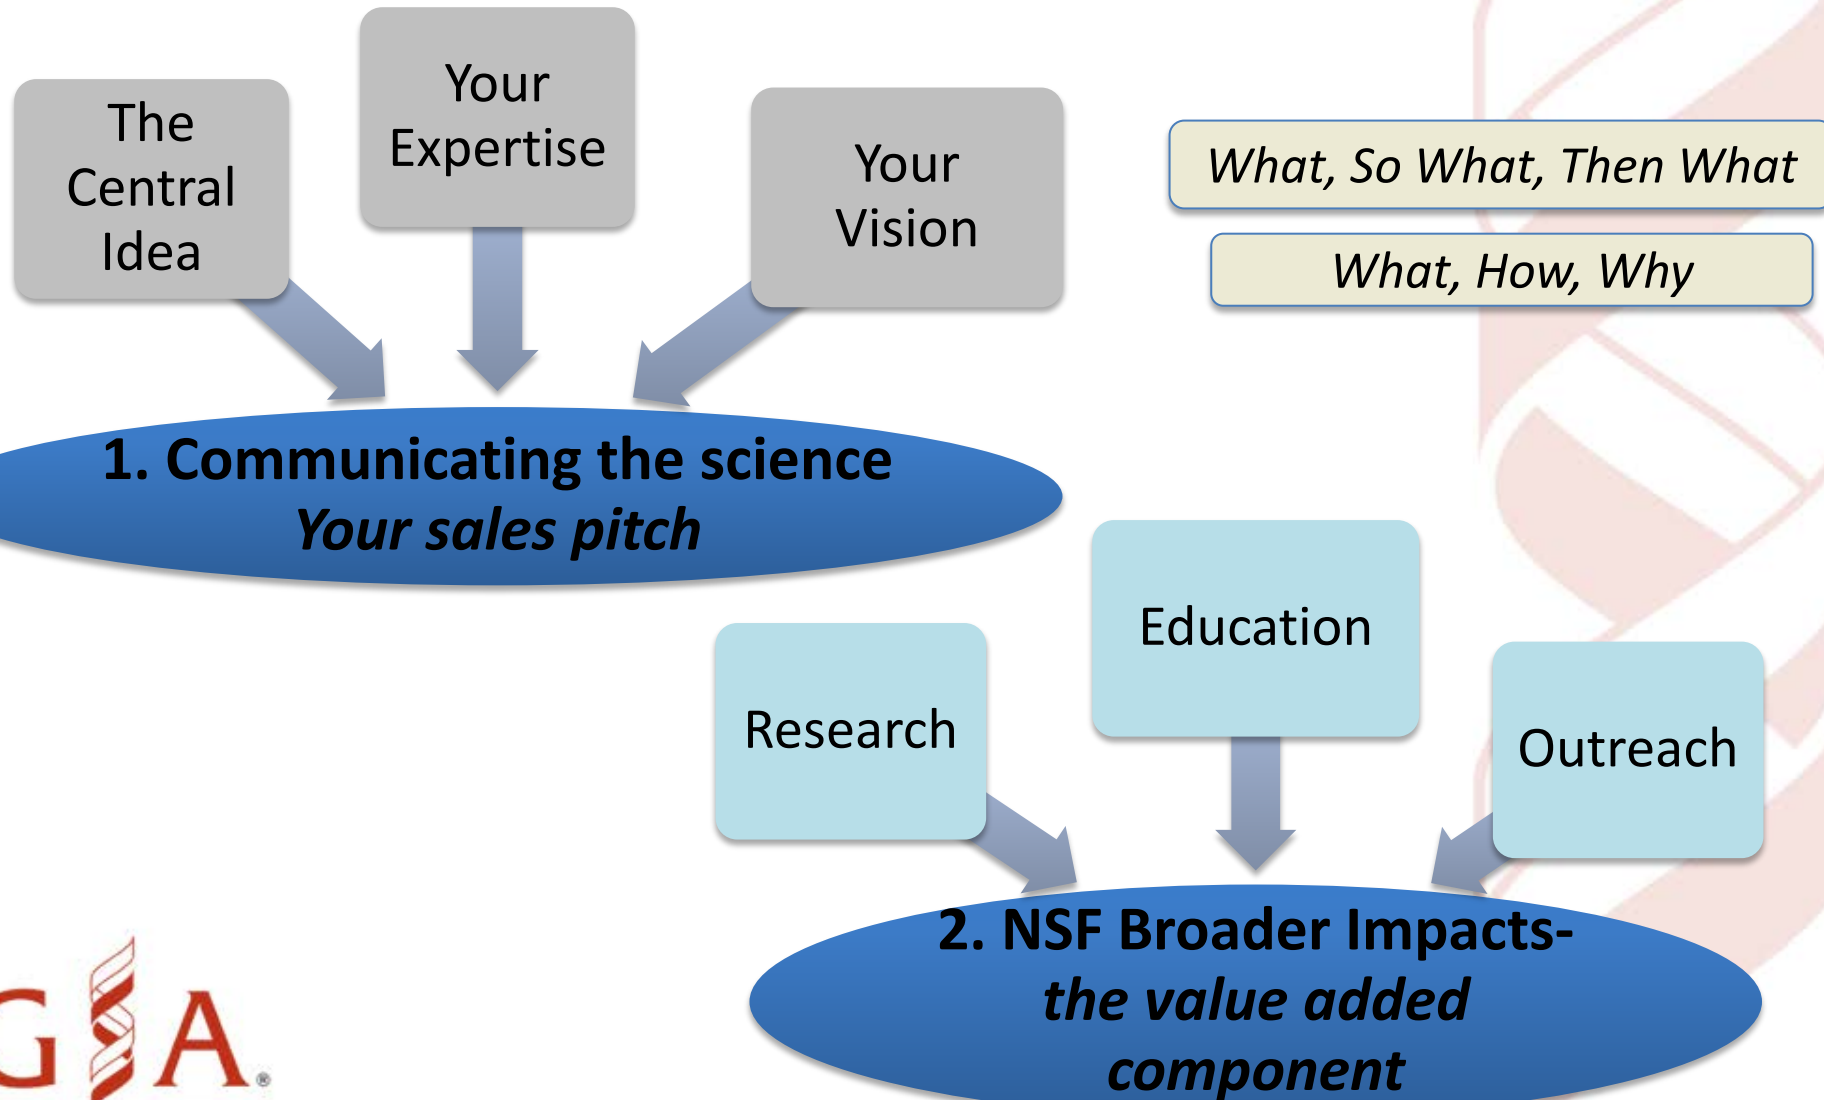 The
Central
Idea
Your
Expertise
Your
Vision
What, So What, Then What
What, How, Why
1. Communicating the science
Your sales pitch
Research
Education
Outreach
2. NSF Broader Impacts-
the value added
component
G A®